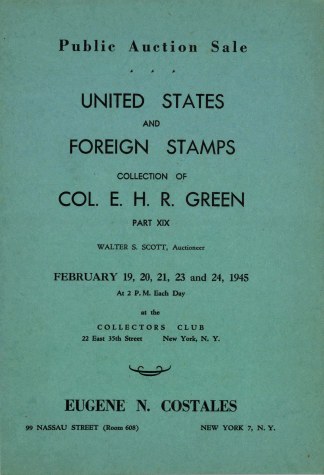 Public Auction Sale
. . .
UNITED STATES
AND
FOREIGN STAMPS
COLLECTION OF
COL. E. H. R. GREEN
PART XIX
WALTER S. SCOTT, Auctioneer
FEBRUARY 19, 20, 21, 23 and 24, 1945
At 2 P. M. Each Day
at the
COLLECTORS CLUB
22 East 35th Street New York, N. Y.
EUGENE N. COSTALES
99 NASSAU STREET (Room 608) NEW YORK 7, N. Y.